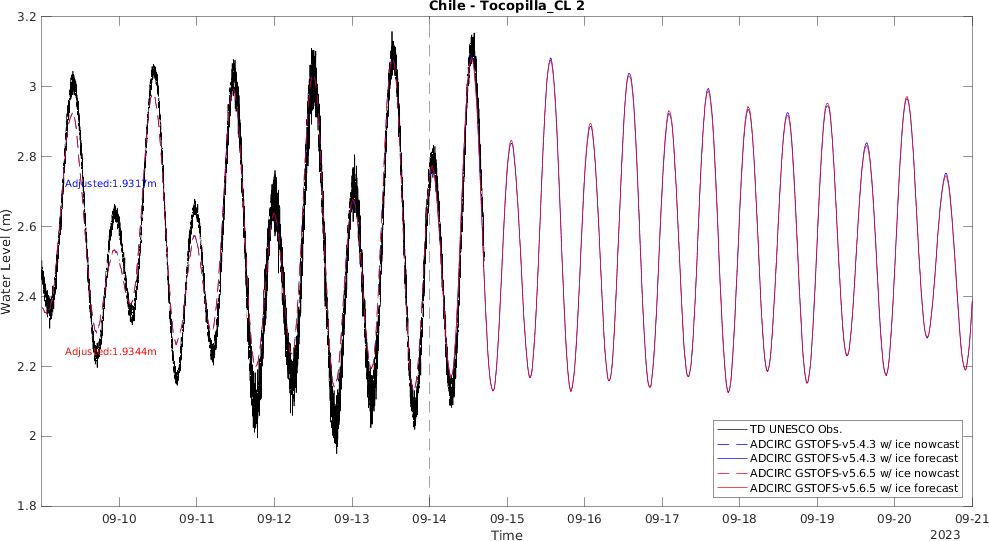 Chile - Tocopilla_CL 2
3.2
3
2.8
2.6
2.4
2.2
2
1.8
Water Level (m)
Adjusted:1.9317m
Adjusted:1.9344m
TD UNESCO Obs.
ADCIRC GSTOFS-v5.4.3 w/ ice nowcast
ADCIRC GSTOFS-v5.4.3 w/ ice forecast
ADCIRC GSTOFS-v5.6.5 w/ ice nowcast
ADCIRC GSTOFS-v5.6.5 w/ ice forecast
09-10 09-11 09-12 09-13 09-14 09-15 09-16 09-17 09-18 09-19 09-20 09-21
Time
2023